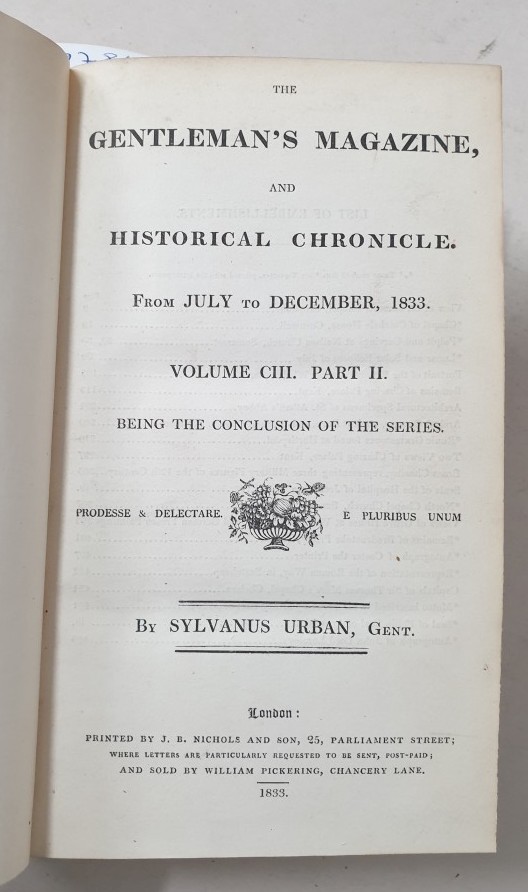 THE
GENTLEMAN'S MAGAZINE,
AND
HISTORICAL CHRONICLE.
FROM JULY TO DECEMBER, 1833.
VOLUME CIII. PART II.
BEING THE CONCLUSION OF THE SERIES.
PRODESSE & DELECTARE. E PLURIBUS UNUM
BY SYLVANUS URBAN, GENT.
London:
PRINTED BY J. B. NICHOLS AND SON, 25, PARLIAMENT STREET;
WHERE LETTERS ARE PARTICULARLY REQUESTED TO BE SENT, POST-PAID;
AND SOLD BY WILLIAM PICKERING, CHANCERY LANE.
1833.